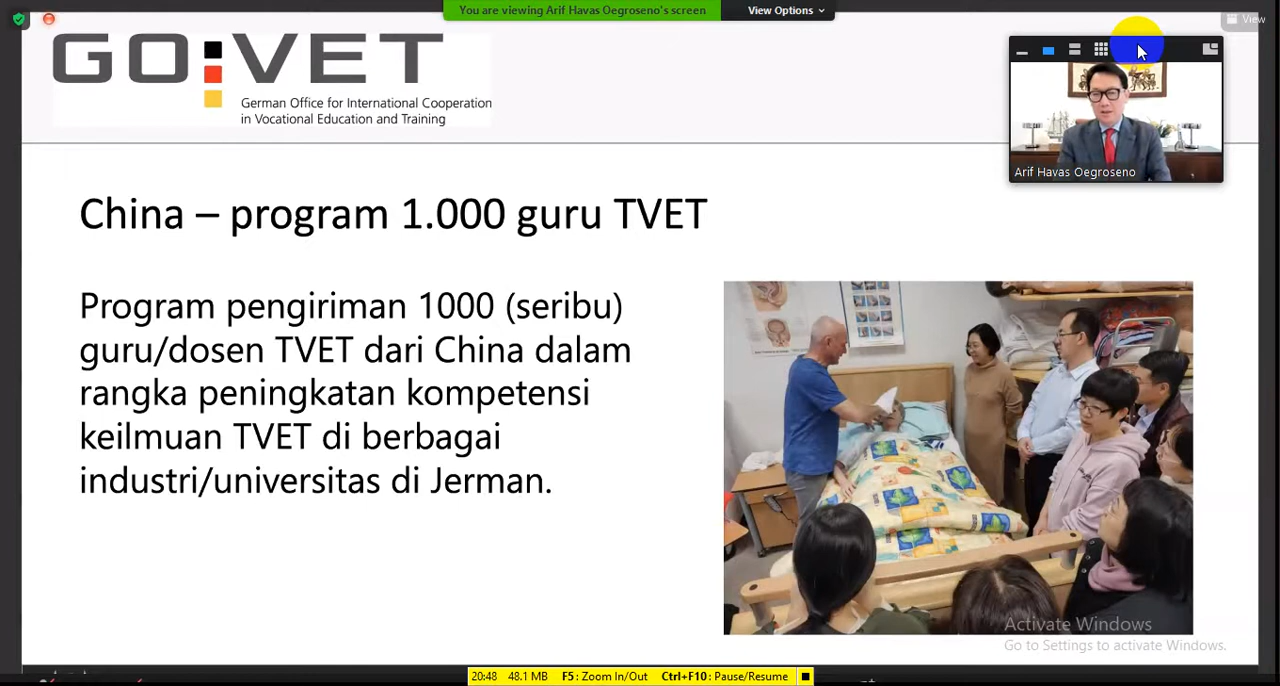 You are viewing Arif Havas Oegroseno's screen
View Options
View
GO:VET
German Office for International Cooperation
in Vocational Education and Training
Arif Havas Oegroseno
China – program 1.000 guru TVET
Program pengiriman 1000 (seribu)
guru/dosen TVET dari China dalam
rangka peningkatan kompetensi
keilmuan TVET di berbagai
industri/universitas di Jerman.
Activate Windows
Go to Settings to activate Windows.
20:48 48.1 MB F5: Zoom In/Out Ctrl+F10: Pause/Resume